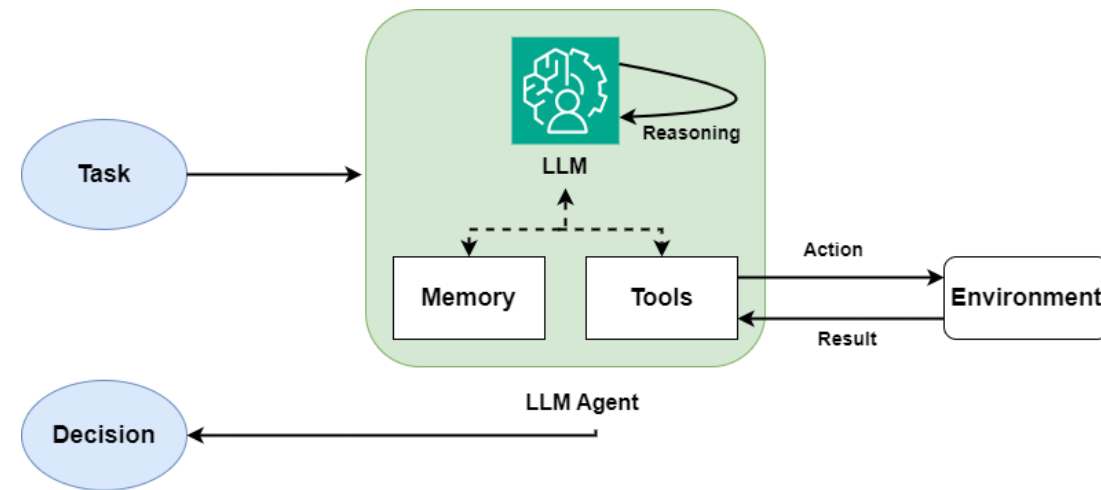 Reasoning
LLM
Task
Action
Memory
Tools
Environment
Result
LLM Agent
Decision